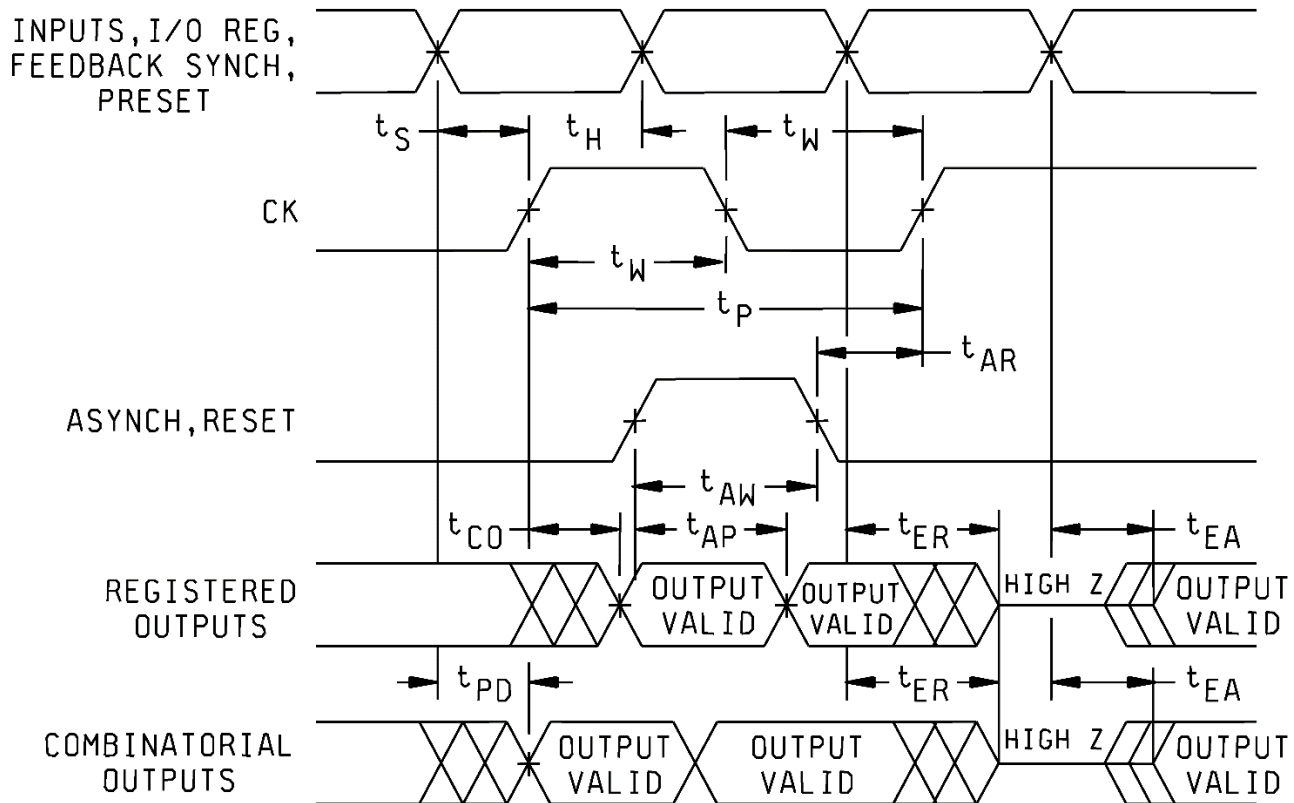 INPUTS, I/O REG,
FEEDBACK SYNCH,
PRESET
tS
tH
tW
CK
tW
tP
tAR
ASYNCH, RESET
tAW
tCO
tAP
tER
tEA
REGISTERED
OUTPUTS
OUTPUT
VALID
OUTPUT
VALID
HIGH Z
OUTPUT
VALID
tPD
tER
tEA
COMBINATORIAL
OUTPUTS
OUTPUT
VALID
OUTPUT
VALID
HIGH Z
OUTPUT
VALID